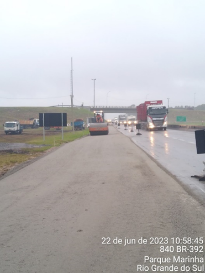 22 de jun de 2023 10:58:45
840 BR-392
Parque Marinha
Rio Grande do Sul